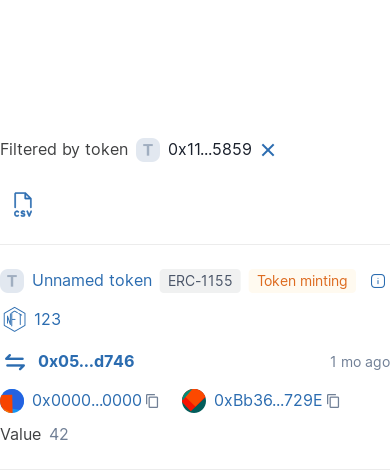 Filtered by token T 0x11...5859
CSV
T Unnamed token ERC-1155 Token minting i
NFT 123
0x05...d746 1 mo ago
0x0000...0000 0xBb36...729E
Value 42